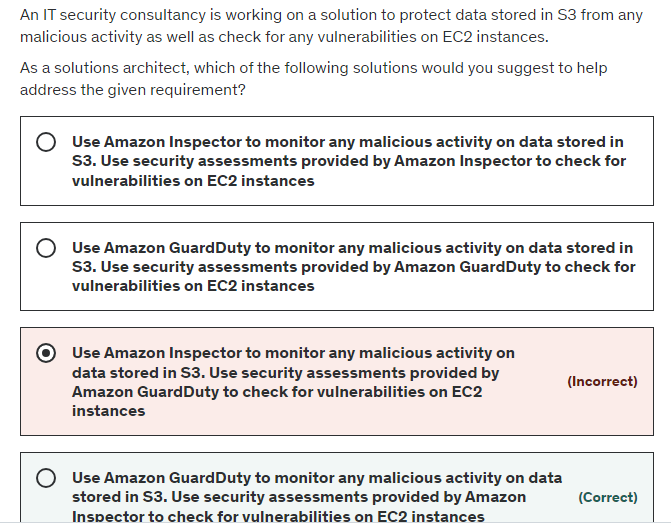 An IT security consultancy is working on a solution to protect data stored in S3 from any
malicious activity as well as check for any vulnerabilities on EC2 instances.
As a solutions architect, which of the following solutions would you suggest to help
address the given requirement?
Use Amazon Inspector to monitor any malicious activity on data stored in
S3. Use security assessments provided by Amazon Inspector to check for
vulnerabilities on EC2 instances
Use Amazon GuardDuty to monitor any malicious activity on data stored in
S3. Use security assessments provided by Amazon GuardDuty to check for
vulnerabilities on EC2 instances
Use Amazon Inspector to monitor any malicious activity on
data stored in S3. Use security assessments provided by
Amazon GuardDuty to check for vulnerabilities on EC2
instances
(Incorrect)
Use Amazon GuardDuty to monitor any malicious activity on data
stored in S3. Use security assessments provided by Amazon
Inspector to check for vulnerabilities on EC2 instances
(Correct)